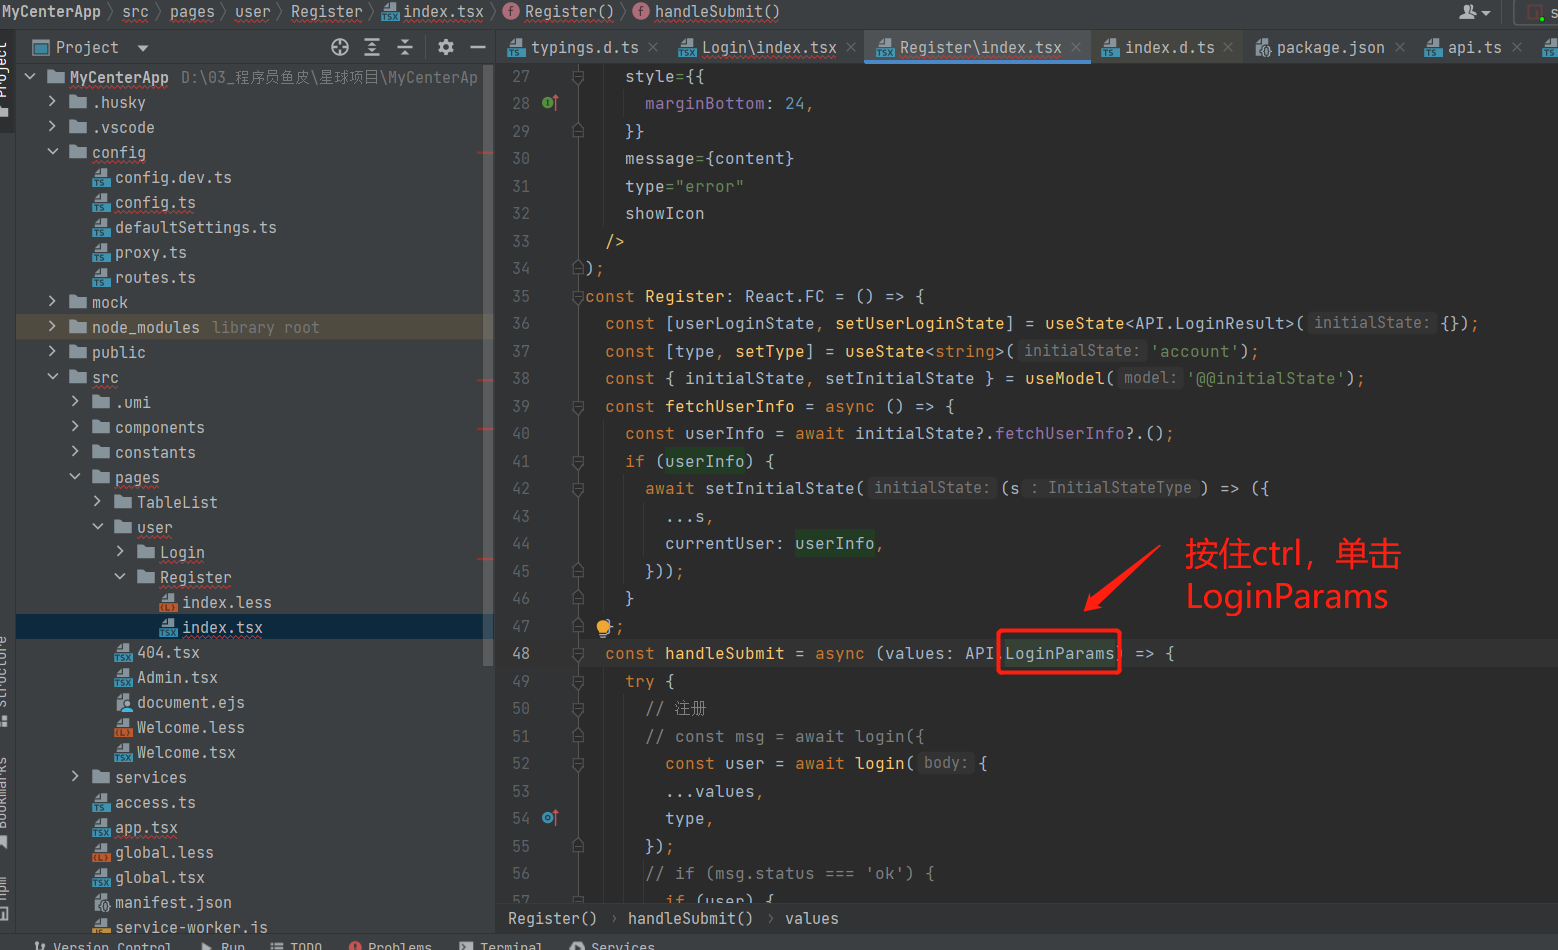 MyCenterApp 〉 src 〉 pages 〉 user 〉 Register 〉 index.tsx 〉 Register() 〉 handleSubmit()
Project
typings.d.ts
Login\index.tsx
Register\index.tsx
index.d.ts
package.json
api.ts
MyCenterApp D:\03_程序员鱼皮\星球项目\MyCenterAp
.husky
.vscode
config
config.dev.ts
config.ts
defaultSettings.ts
proxy.ts
routes.ts
mock
node_modules library root
public
src
.umi
components
constants
pages
TableList
user
Login
Register
index.less
index.tsx
404.tsx
Admin.tsx
document.ejs
Welcome.less
Welcome.tsx
services
access.ts
app.tsx
global.less
global.tsx
manifest.json
service-worker.js
27 style={{
28 marginBottom: 24,
29 }}
30 message={content}
31 type="error"
32 showIcon
33 />
34 );
35 const Register: React.FC = () => {
36 const [userLoginState, setUserLoginState] = useState<API.LoginResult>( initialState: {});
37 const [type, setType] = useState<string>( initialState: 'account');
38 const { initialState, setInitialState } = useModel( model: '@@initialState');
39 const fetchUserInfo = async () => {
40 const userInfo = await initialState?.fetchUserInfo?.();
41 if (userInfo) {
42 await setInitialState( initialState: (s : InitialStateType ) => ({
43 ...s,
44 currentUser: userInfo,
45 }));
46 }
47 };
48 const handleSubmit = async (values: API.LoginParams) => {
49 try {
50 // 注册
51 // const msg = await login({
52 const user = await login( body: {
53 ...values,
54 type,
55 });
56 // if (msg.status === 'ok') {
57 if (user) {
按住ctrl，单击
LoginParams
Register() › handleSubmit() › values
Project
Structure
Bookmarks
npm
Version Control
Run
TODO
Problems
Terminal
Services